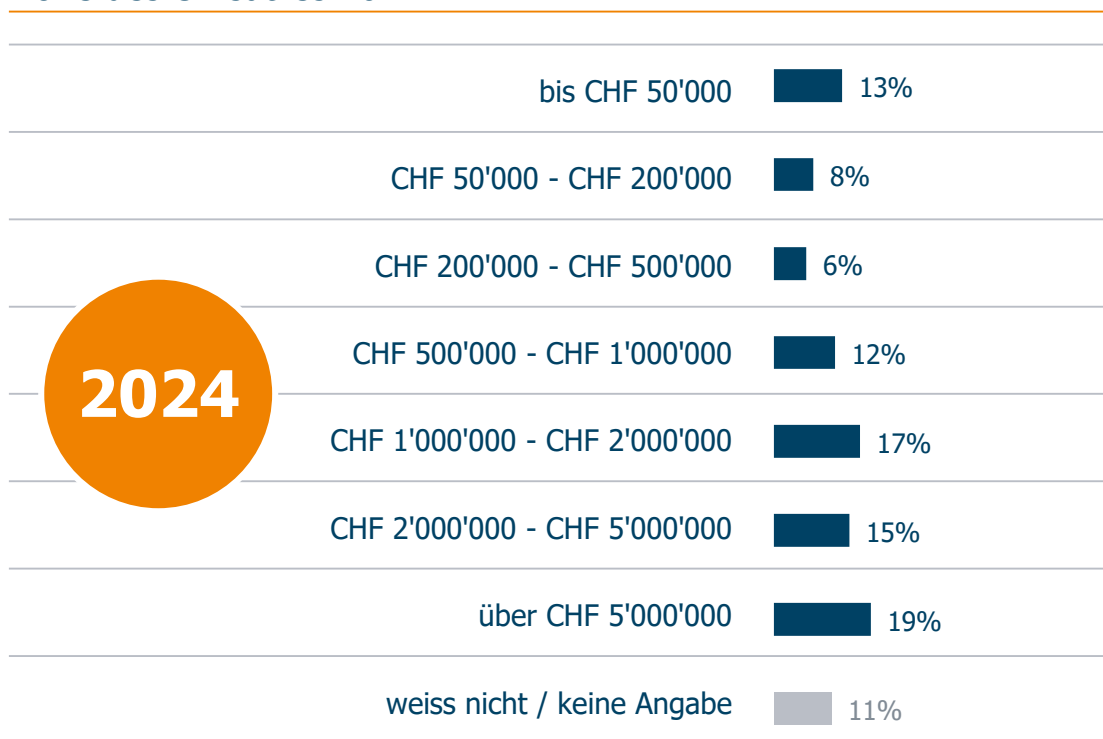 bis CHF 50'000 13%
CHF 50'000 - CHF 200'000 8%
CHF 200'000 - CHF 500'000 6%
CHF 500'000 - CHF 1'000'000 12%
2024
CHF 1'000'000 - CHF 2'000'000 17%
CHF 2'000'000 - CHF 5'000'000 15%
über CHF 5'000'000 19%
weiss nicht / keine Angabe 11%